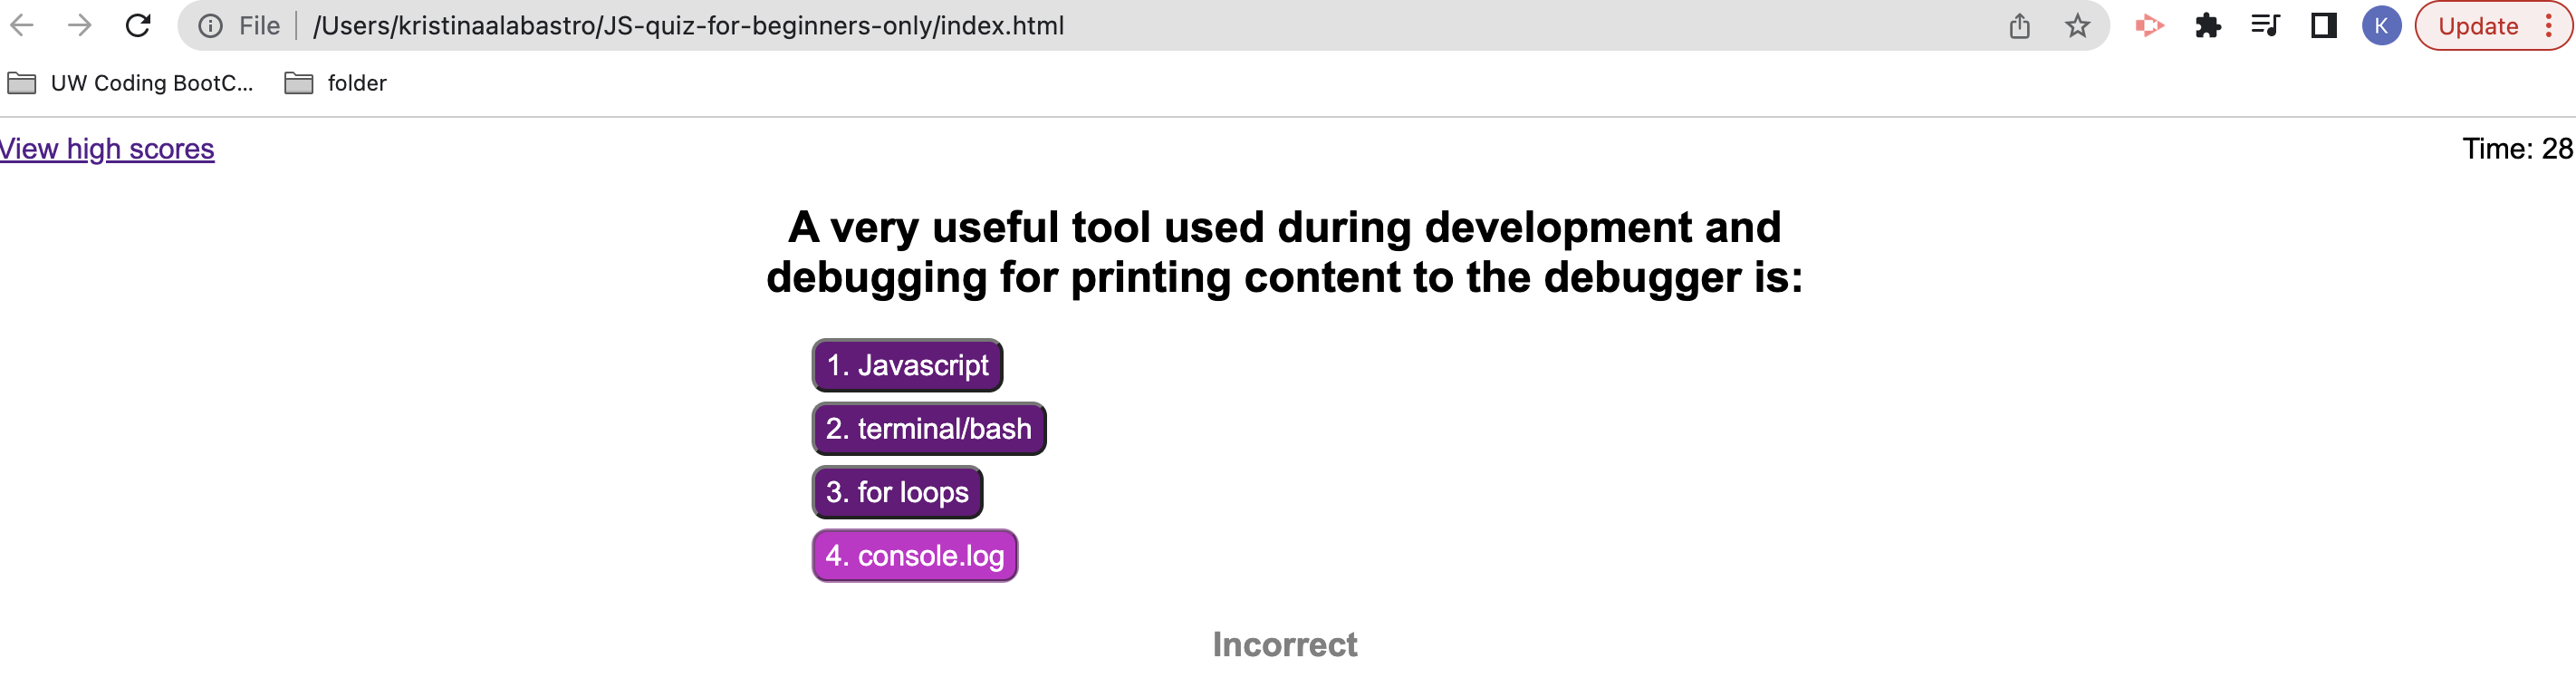 File | /Users/kristinaalabastro/JS-quiz-for-beginners-only/index.html K Update
UW Coding BootC... folder
View high scores Time: 28
A very useful tool used during development and
debugging for printing content to the debugger is:
1. Javascript
2. terminal/bash
3. for loops
4. console.log
Incorrect